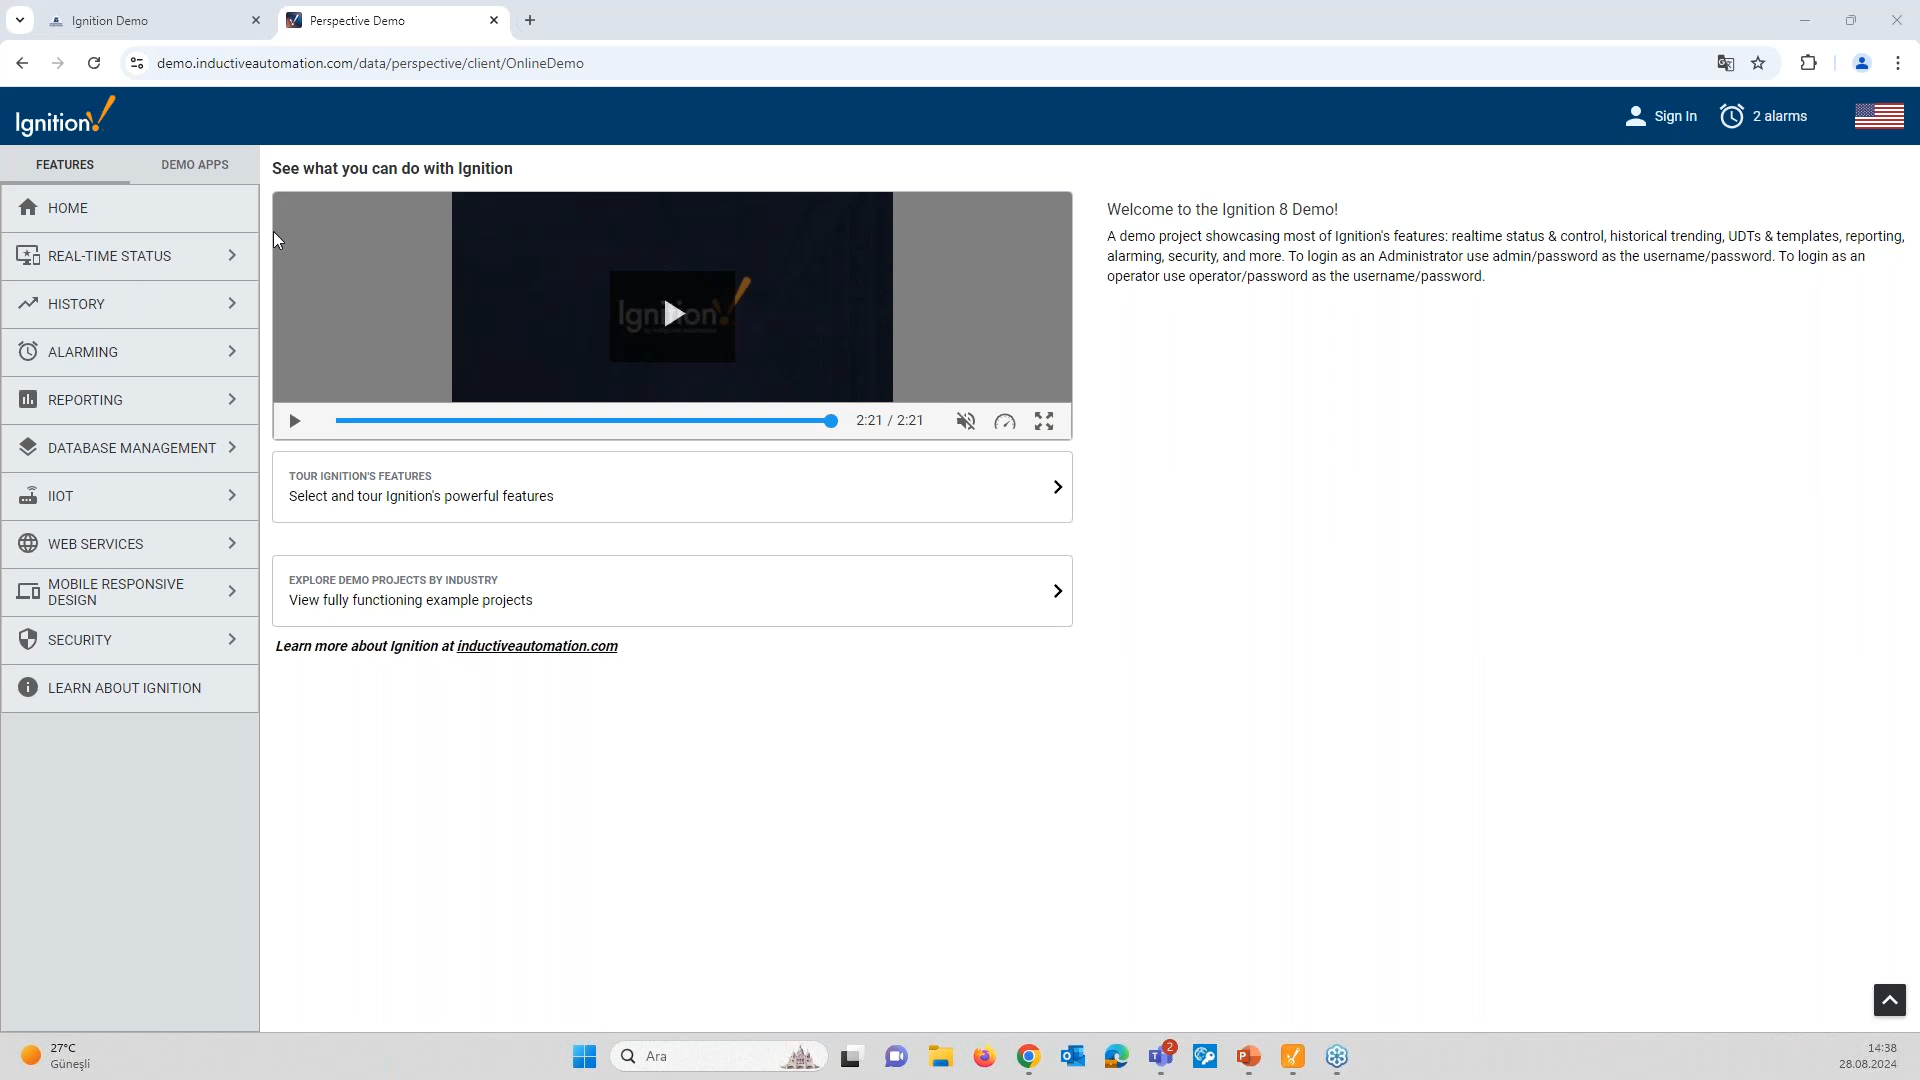 Ignition Demo
Perspective Demo
demo.inductiveautomation.com/data/perspective/client/OnlineDemo
Ignition!
Sign In
2 alarms
FEATURES
DEMO APPS
HOME
REAL-TIME STATUS
HISTORY
ALARMING
REPORTING
DATABASE MANAGEMENT
IIOT
WEB SERVICES
MOBILE RESPONSIVE
DESIGN
SECURITY
LEARN ABOUT IGNITION
See what you can do with Ignition
Ignition!
2:21 / 2:21
TOUR IGNITION'S FEATURES
Select and tour Ignition's powerful features
EXPLORE DEMO PROJECTS BY INDUSTRY
View fully functioning example projects
Learn more about Ignition at inductiveautomation.com
Welcome to the Ignition 8 Demo!
A demo project showcasing most of Ignition's features: realtime status & control, historical trending, UDTs & templates, reporting,
alarming, security, and more. To login as an Administrator use admin/password as the username/password. To login as an
operator use operator/password as the username/password.
27°C
Güneşli
Ara
2
14:38
28.08.2024